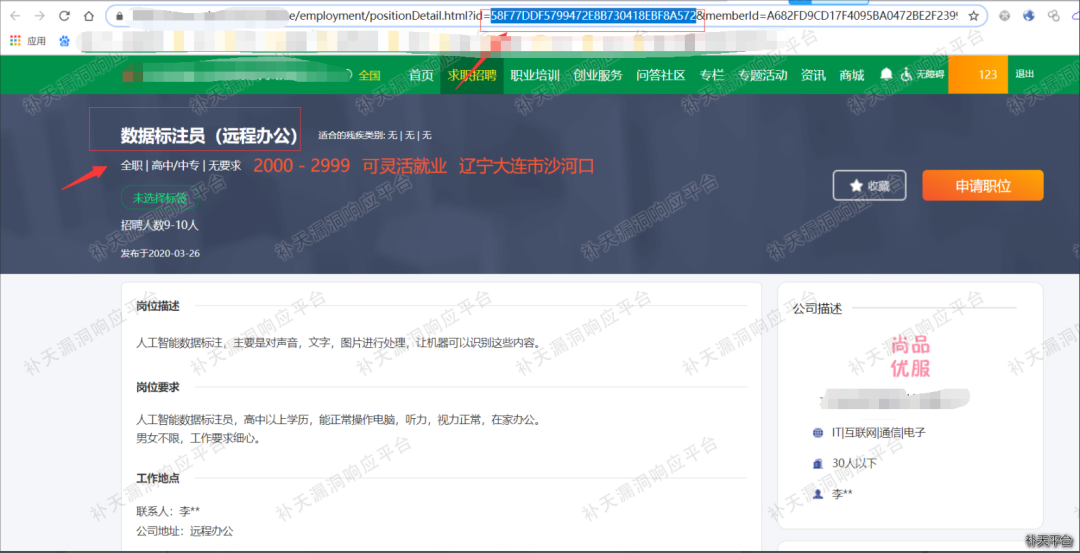 e/employment/positionDetail.html?id=58F77DDF5799472E8B730418EBF8A572&memberId=A682FD9CD17F4095BA0472BE2F239
应用
全国 首页 求职招聘 职业培训 创业服务 问答社区 专栏 专题活动 资讯 商城 无障碍 123 退出
数据标注员（远程办公） 适合的残疾类别: 无 | 无 | 无
全职 | 高中/中专 | 无要求 2000 - 2999 可灵活就业 辽宁大连市沙河口
未选择标签
收藏
申请职位
招聘人数9-10人
发布于2020-03-26
岗位描述
人工智能数据标注，主要是对声音，文字，图片进行处理，让机器可以识别这些内容。
岗位要求
人工智能数据标注员，高中以上学历，能正常操作电脑，听力，视力正常，在家办公。
男女不限，工作要求细心。
工作地点
联系人：李**
公司地址：远程办公
公司描述
尚品
优服
IT|互联网|通信|电子
30人以下
李**
补天漏洞响应平台
补天平台